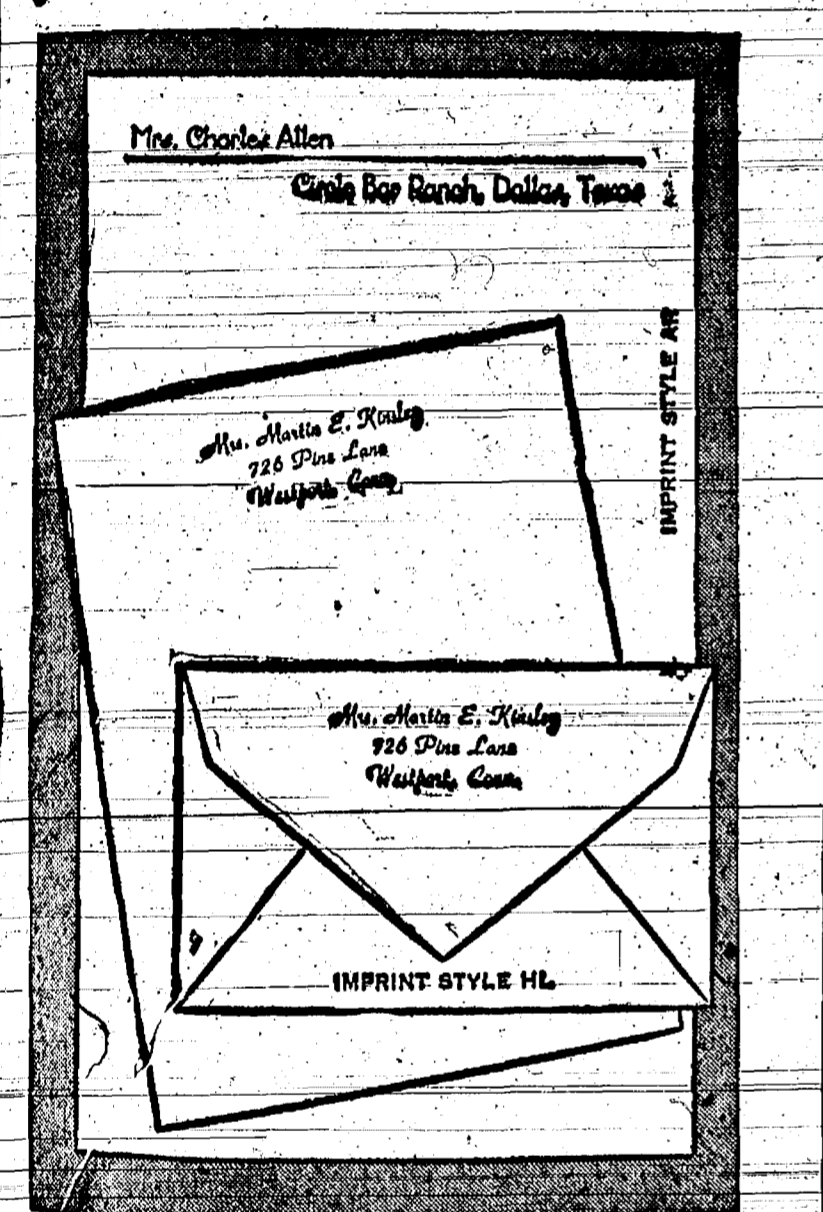 Mrs. Charles Allen
Circle Bar Ranch, Dallas, Texas
IMPRINT STYLE AR
Mrs. Martin E. Kinsley
726 Pine Lane
Westport, Conn.
Mrs. Martin E. Kinsley
726 Pine Lane
Westport, Conn.
IMPRINT STYLE HL